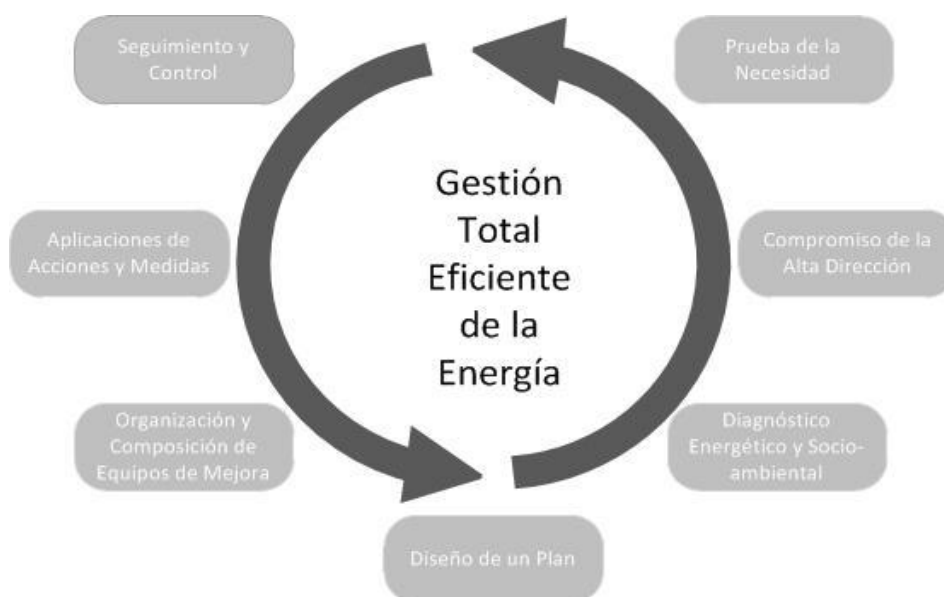 Seguimiento y
Control
Prueba de la
Necesidad
Gestión
Total
Eficiente
de la
Energía
Aplicaciones de
Acciones y Medidas
Compromiso de la
Alta Dirección
Organización y
Composición de
Equipos de Mejora
Diagnóstico
Energético y Socio-
ambiental
Diseño de un Plan